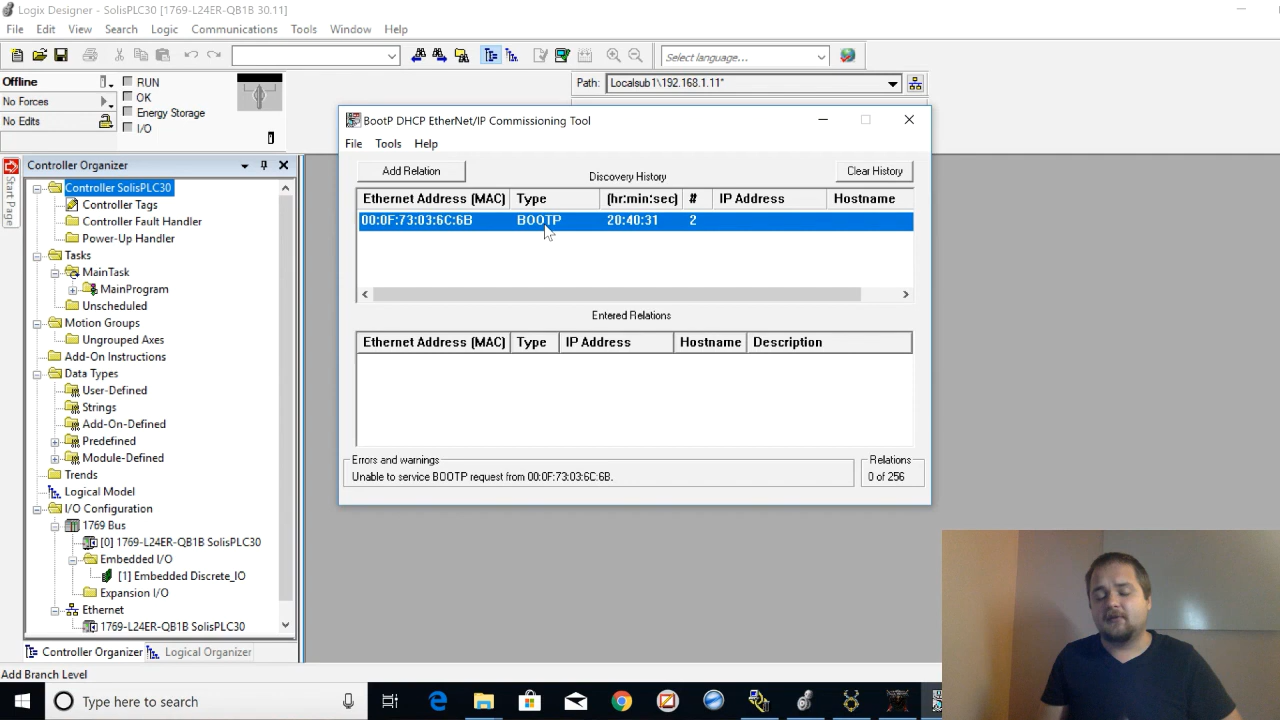 Logix Designer - SolisPLC30 [1769-L24ER-QB1B 30.11]
File Edit View Search Logic Communications Tools Window Help
Select language...
Offline RUN
No Forces OK
No Edits Energy Storage
I/O
Path: Localsub1\192.168.1.11*
Start Page
Controller Organizer
Controller SolisPLC30
Controller Tags
Controller Fault Handler
Power-Up Handler
Tasks
MainTask
MainProgram
Unscheduled
Motion Groups
Ungrouped Axes
Add-On Instructions
Data Types
User-Defined
Strings
Add-On-Defined
Predefined
Module-Defined
Trends
Logical Model
I/O Configuration
1769 Bus
[0] 1769-L24ER-QB1B SolisPLC30
Embedded I/O
[1] Embedded Discrete_IO
Expansion I/O
Ethernet
1769-L24ER-QB1B SolisPLC30
Controller Organizer Logical Organizer
Add Branch Level
BootP DHCP EtherNet/IP Commissioning Tool
File Tools Help
Add Relation Discovery History Clear History
Ethernet Address (MAC) Type (hr:min:sec) # IP Address Hostname
00:0F:73:03:6C:6B BOOTP 20:40:31 2
Entered Relations
Ethernet Address (MAC) Type IP Address Hostname Description
Errors and warnings Relations
Unable to service BOOTP request from 00:0F:73:03:6C:6B. 0 of 256
Type here to search